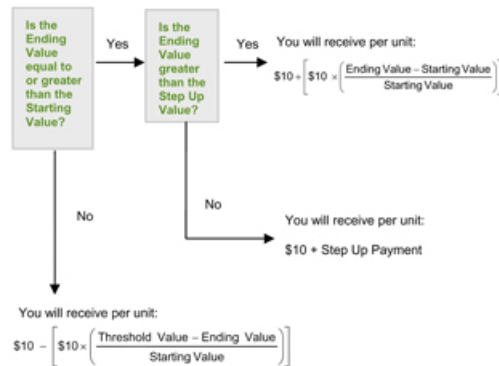 Is the
Ending
Value
equal to
or greater
than the
Starting
Value?
Yes
Is the
Ending
Value
greater
than the
Step Up
Value?
Yes
You will receive per unit:
$10 + [ $10 × ( Ending Value – Starting Value
Starting Value ) ]
No
No
You will receive per unit:
$10 + Step Up Payment
You will receive per unit:
$10 – [ $10 × ( Threshold Value – Ending Value
Starting Value ) ]